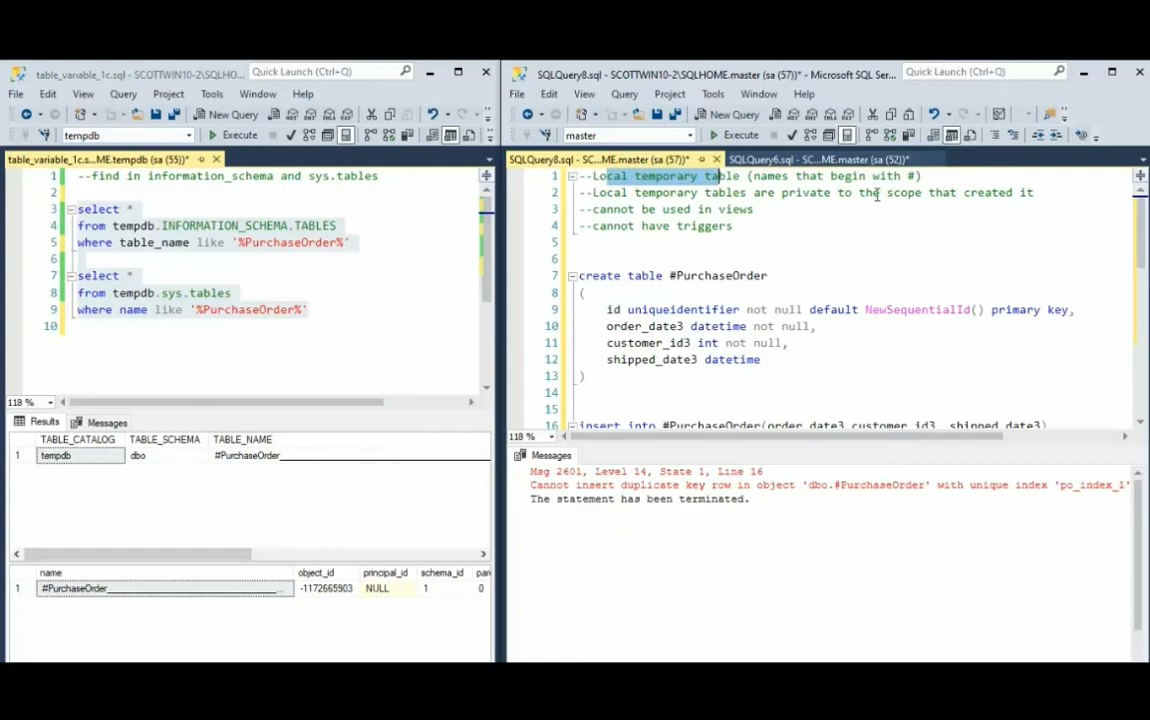 table_variable_1c.sql - SCOTTWIN10-2\SQLHO...
Quick Launch (Ctrl+Q)
File Edit View Query Project Tools Window Help
New Query
tempdb
Execute
table_variable_1c.s...ME.tempdb (sa (55))*
1 --find in information_schema and sys.tables
2
3 select *
4 from tempdb.INFORMATION_SCHEMA.TABLES
5 where table_name like '%PurchaseOrder%'
6
7 select *
8 from tempdb.sys.tables
9 where name like '%PurchaseOrder%'
10
118 %
Results Messages
TABLE_CATALOG TABLE_SCHEMA TABLE_NAME
1 tempdb dbo #PurchaseOrder
name object_id principal_id schema_id
1 #PurchaseOrder ... -1172665903 NULL 1 0
SQLQuery8.sql - SCOTTWIN10-2\SQLHOME.master (sa (57))* - Microsoft SQL Ser...
Quick Launch (Ctrl+Q)
File Edit View Query Project Tools Window Help
New Query
master
Execute
SQLQuery8.sql - SC...ME.master (sa (57))* SQLQuery6.sql - SC...ME.master (sa (52))*
1 --Local temporary table (names that begin with #)
2 --Local temporary tables are private to the scope that created it
3 --cannot be used in views
4 --cannot have triggers
5
6
7 create table #PurchaseOrder
8 (
9 id uniqueidentifier not null default NewSequentialId() primary key,
10 order_date3 datetime not null,
11 customer_id3 int not null,
12 shipped_date3 datetime
13 )
14
15
16 insert into #PurchaseOrder(order_date3,customer_id3, shipped_date3)
118 %
Messages
Msg 2601, Level 14, State 1, Line 16
Cannot insert duplicate key row in object 'dbo.#PurchaseOrder' with unique index 'po_index_1'
The statement has been terminated.